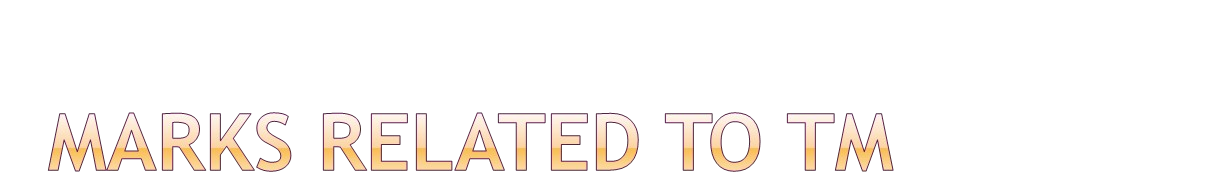 MARKS RELATED TO TM